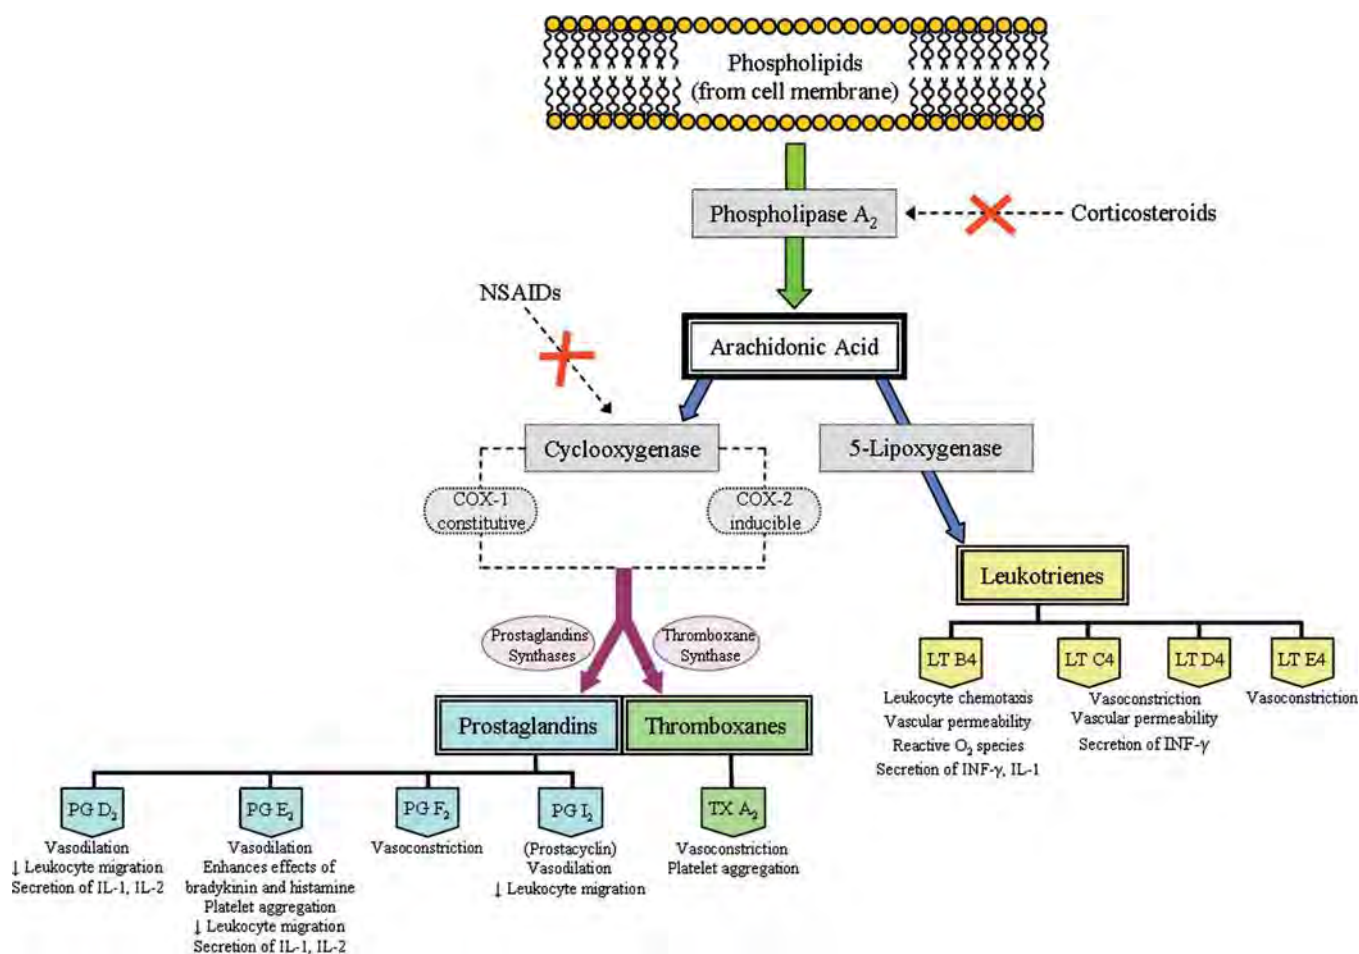 Phospholipids
(from cell membrane)
Phospholipase A₂
Corticosteroids
NSAIDs
Arachidonic Acid
Cyclooxygenase
5-Lipoxygenase
COX-1
constitutive
COX-2
inducible
Leukotrienes
Prostaglandins
Synthases
Thromboxane
Synthase
LT B4
LT C4
LT D4
LT E4
Leukocyte chemotaxis
Vascular permeability
Reactive O₂ species
Secretion of INF-γ, IL-1
Vasoconstriction
Vascular permeability
Secretion of INF-γ
Vasoconstriction
Prostaglandins
Thromboxanes
PG D₂
PG E₂
PG F₂
PG I₂
TX A₂
Vasodilation
↓ Leukocyte migration
Secretion of IL-1, IL-2
Vasodilation
Enhances effects of
bradykinin and histamine
Platelet aggregation
↓ Leukocyte migration
Secretion of IL-1, IL-2
Vasoconstriction
(Prostacyclin)
Vasodilation
↓ Leukocyte migration
Vasoconstriction
Platelet aggregation